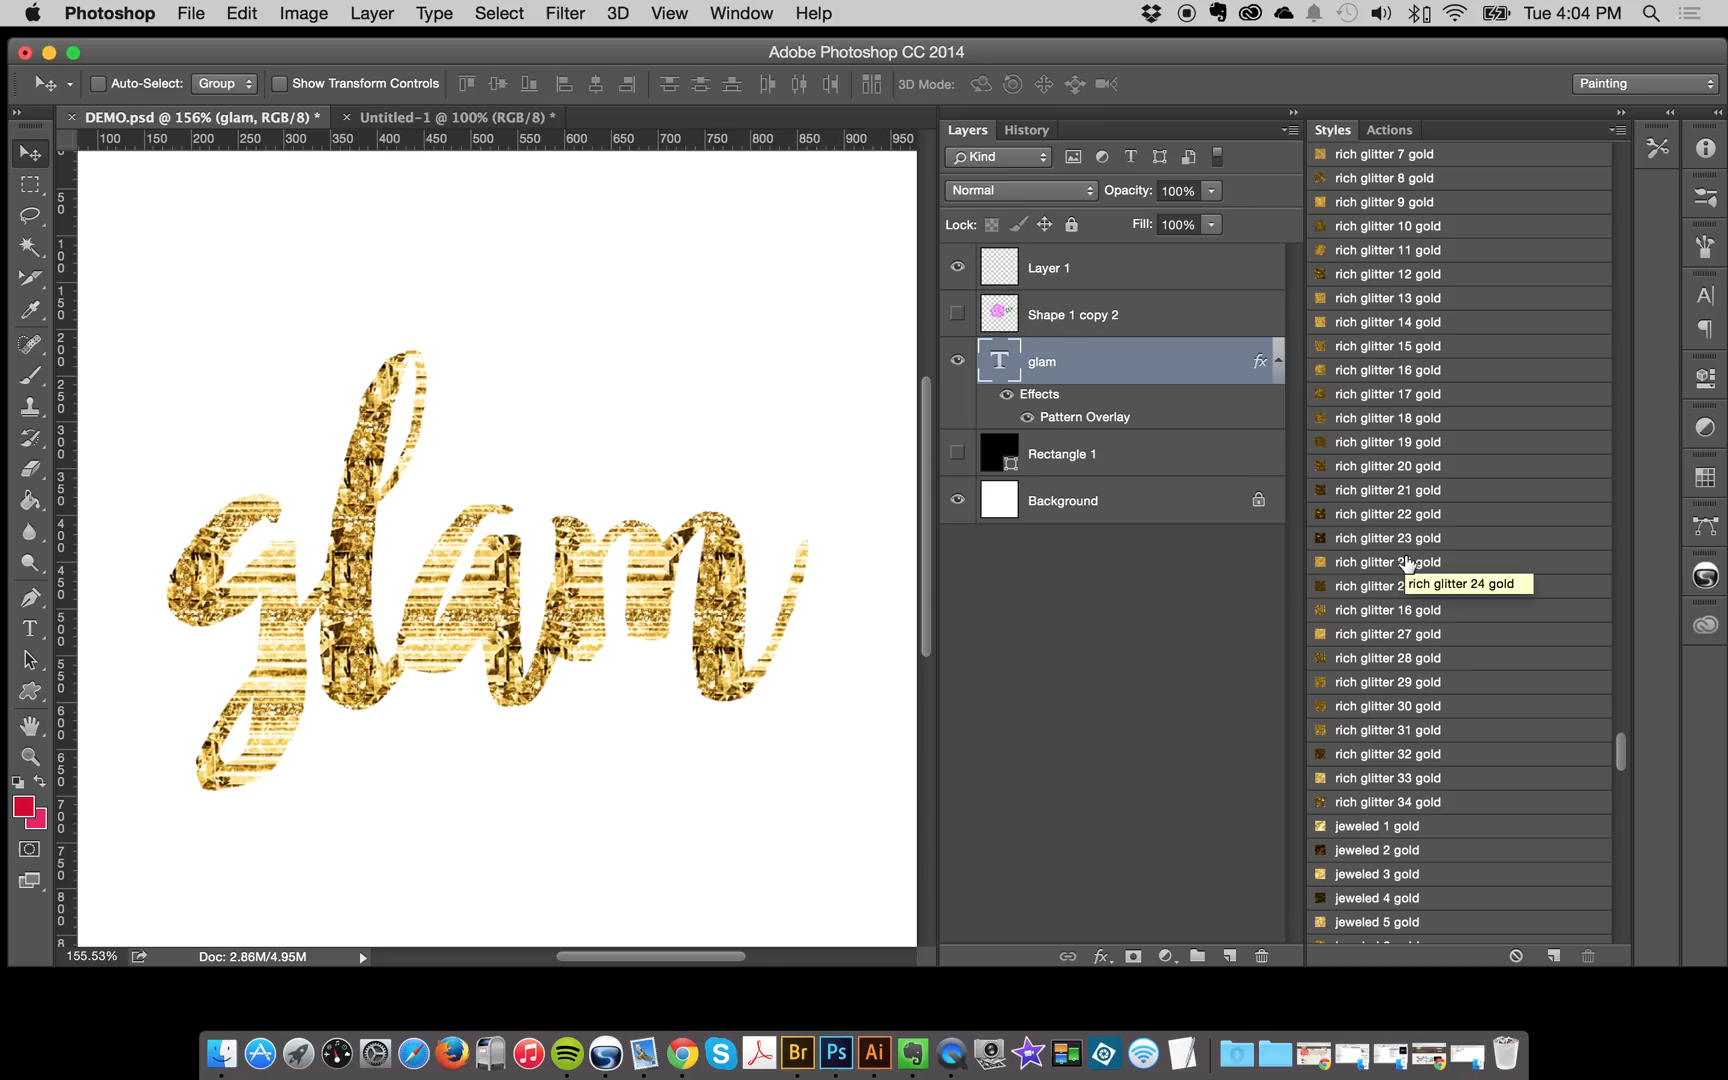 Photoshop File Edit Image Layer Type Select Filter 3D View Window Help Tue 4:04 PM
Adobe Photoshop CC 2014
Auto-Select: Group Show Transform Controls 3D Mode: Painting
DEMO.psd @ 156% (glam, RGB/8) * Untitled-1 @ 100% (RGB/8) *
100 150 200 250 300 350 400 450 500 550 600 650 700 750 800 850 900 950
glam
155.53% Doc: 2.86M/4.95M
Layers History
Kind
Normal Opacity: 100%
Lock: Fill: 100%
Layer 1
Shape 1 copy 2
T glam fx
Effects
Pattern Overlay
Rectangle 1
Background
Styles Actions
rich glitter 7 gold
rich glitter 8 gold
rich glitter 9 gold
rich glitter 10 gold
rich glitter 11 gold
rich glitter 12 gold
rich glitter 13 gold
rich glitter 14 gold
rich glitter 15 gold
rich glitter 16 gold
rich glitter 17 gold
rich glitter 18 gold
rich glitter 19 gold
rich glitter 20 gold
rich glitter 21 gold
rich glitter 22 gold
rich glitter 23 gold
rich glitter 2 gold
rich glitter 24 gold
rich glitter 2
rich glitter 16 gold
rich glitter 27 gold
rich glitter 28 gold
rich glitter 29 gold
rich glitter 30 gold
rich glitter 31 gold
rich glitter 32 gold
rich glitter 33 gold
rich glitter 34 gold
jeweled 1 gold
jeweled 2 gold
jeweled 3 gold
jeweled 4 gold
jeweled 5 gold
Br Ps Ai